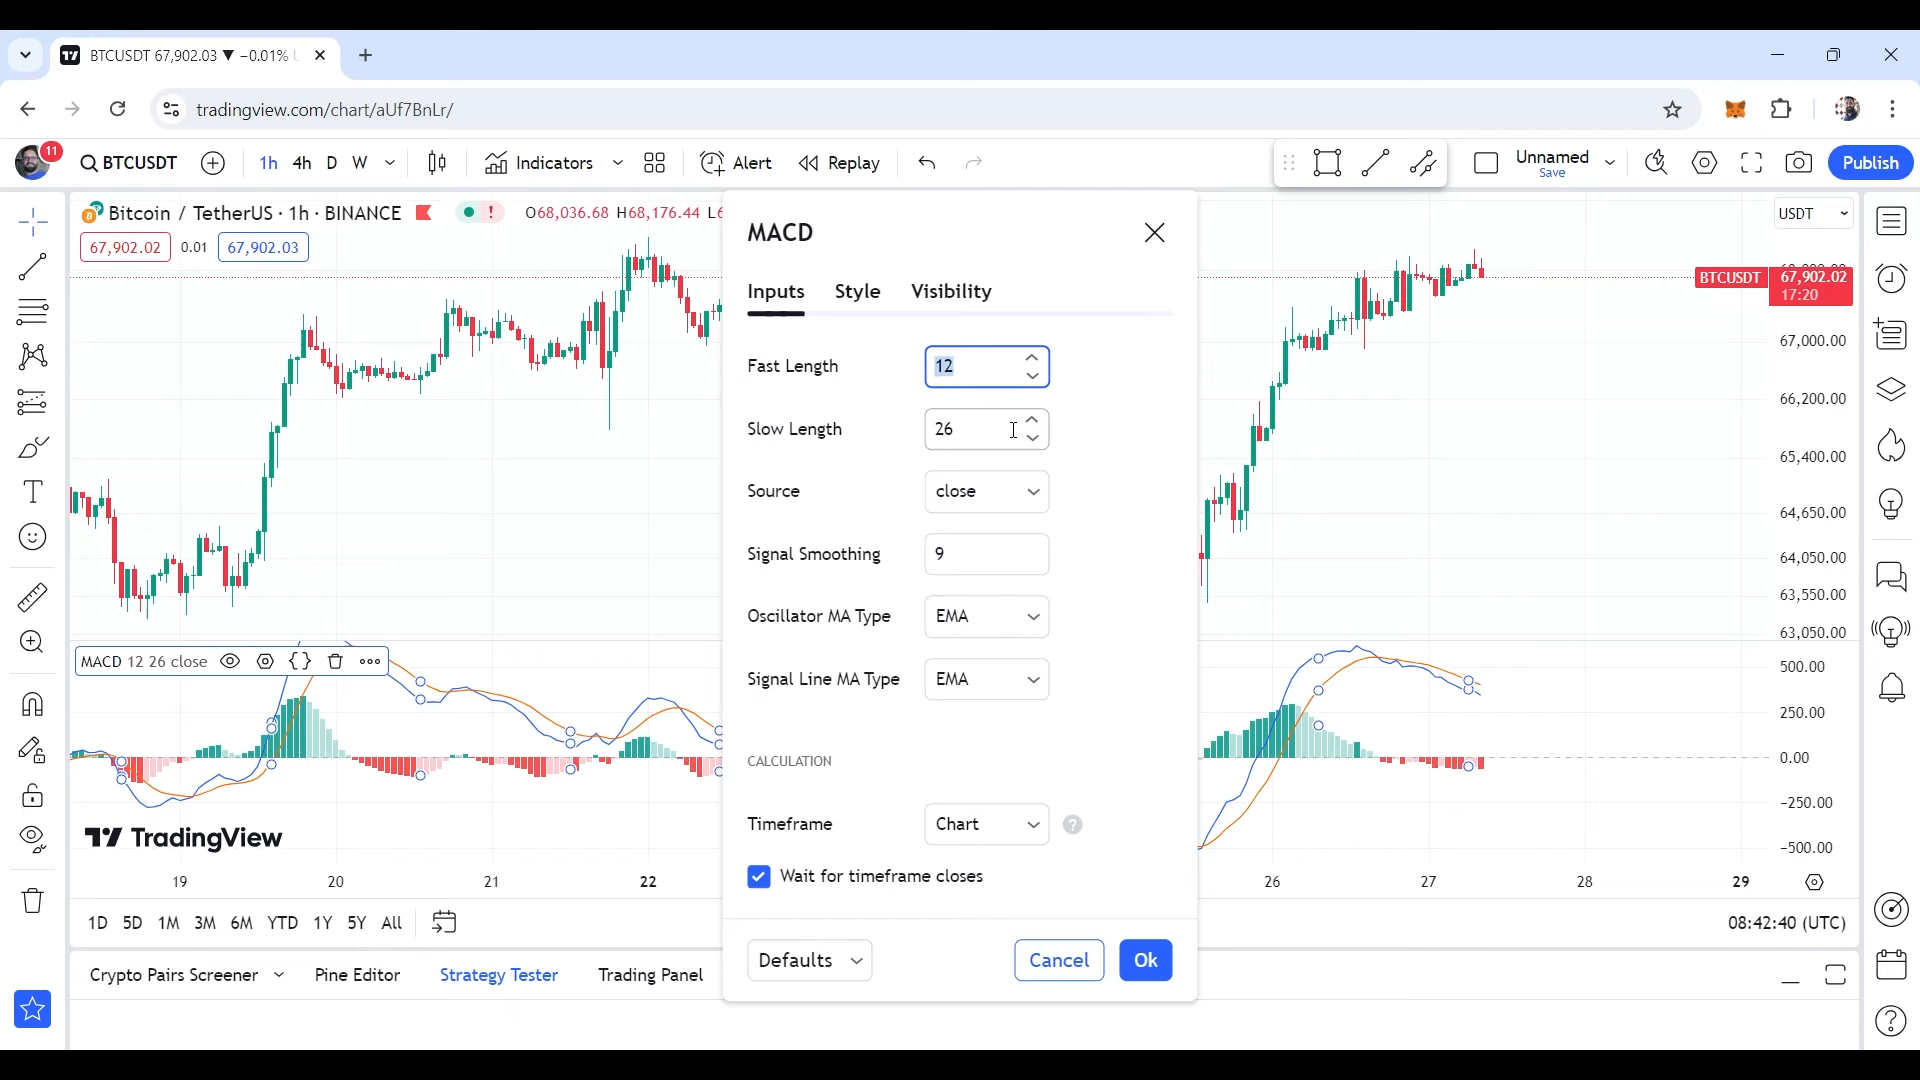 BTCUSDT 67,902.03 ▼ −0.01%
tradingview.com/chart/aUf7BnLr/
11
BTCUSDT
1h 4h D W
Indicators
Alert
Replay
Unnamed
Save
Publish
Bitcoin / TetherUS · 1h · BINANCE
! O68,036.68 H68,176.44 L6
67,902.02 0.01 67,902.03
USDT
BTCUSDT 67,902.02
17:20
67,000.00
66,200.00
65,400.00
64,650.00
64,050.00
63,550.00
63,050.00
MACD 12 26 close
500.00
250.00
0.00
−250.00
−500.00
TradingView
19 20 21 22 26 27 28 29
1D 5D 1M 3M 6M YTD 1Y 5Y All
08:42:40 (UTC)
Crypto Pairs Screener Pine Editor Strategy Tester Trading Panel
MACD
Inputs Style Visibility
Fast Length 12
Slow Length 26
Source close
Signal Smoothing 9
Oscillator MA Type EMA
Signal Line MA Type EMA
CALCULATION
Timeframe Chart ?
Wait for timeframe closes
Defaults Cancel Ok